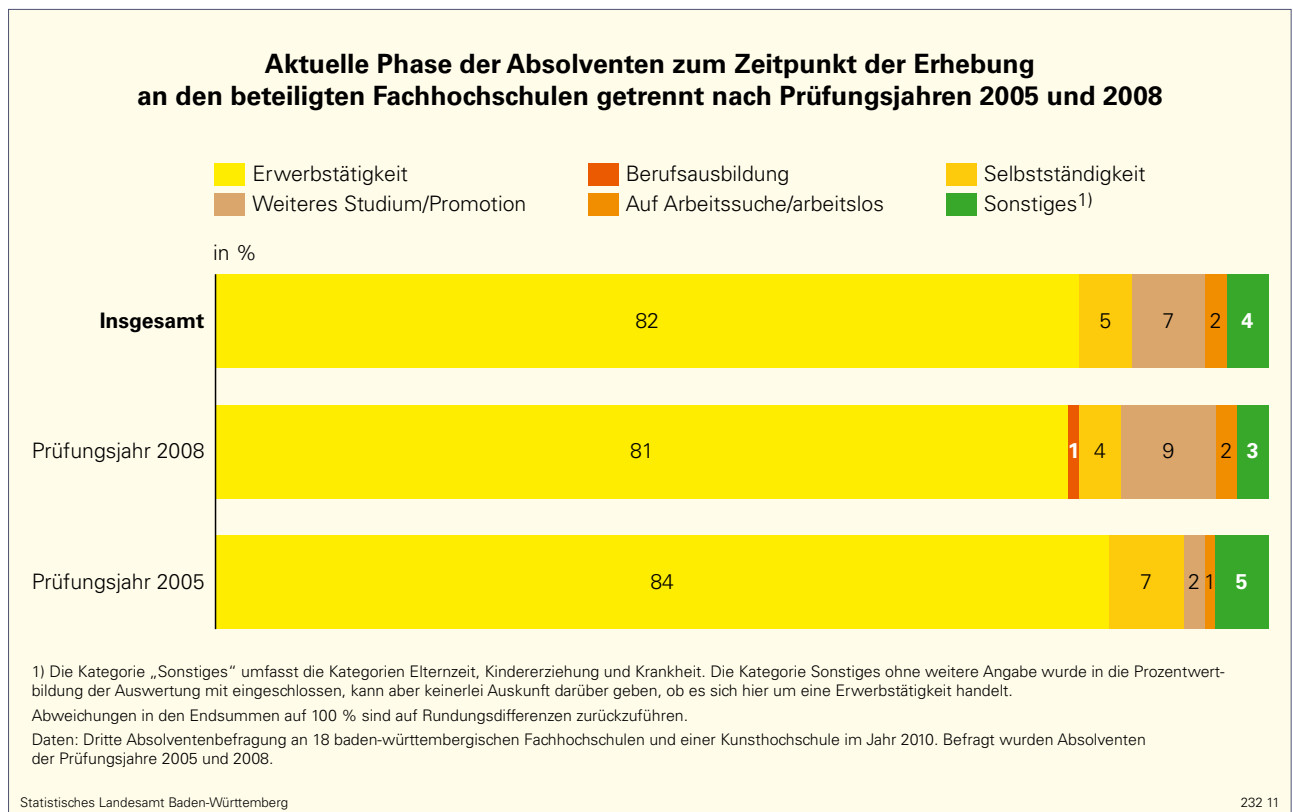 Aktuelle Phase der Absolventen zum Zeitpunkt der Erhebung
an den beteiligten Fachhochschulen getrennt nach Prüfungsjahren 2005 und 2008
Erwerbstätigkeit
Berufsausbildung
Selbstständigkeit
Weiteres Studium/Promotion
Auf Arbeitssuche/arbeitslos
Sonstiges1)
in %
Insgesamt 82 5 7 2 4
Prüfungsjahr 2008 81 1 4 9 2 3
Prüfungsjahr 2005 84 7 2 1 5
1) Die Kategorie „Sonstiges“ umfasst die Kategorien Elternzeit, Kindererziehung und Krankheit. Die Kategorie Sonstiges ohne weitere Angabe wurde in die Prozentwert-
bildung der Auswertung mit eingeschlossen, kann aber keinerlei Auskunft darüber geben, ob es sich hier um eine Erwerbstätigkeit handelt.
Abweichungen in den Endsummen auf 100 % sind auf Rundungsdifferenzen zurückzuführen.
Daten: Dritte Absolventenbefragung an 18 baden-württembergischen Fachhochschulen und einer Kunsthochschule im Jahr 2010. Befragt wurden Absolventen
der Prüfungsjahre 2005 und 2008.
Statistisches Landesamt Baden-Württemberg
232 11